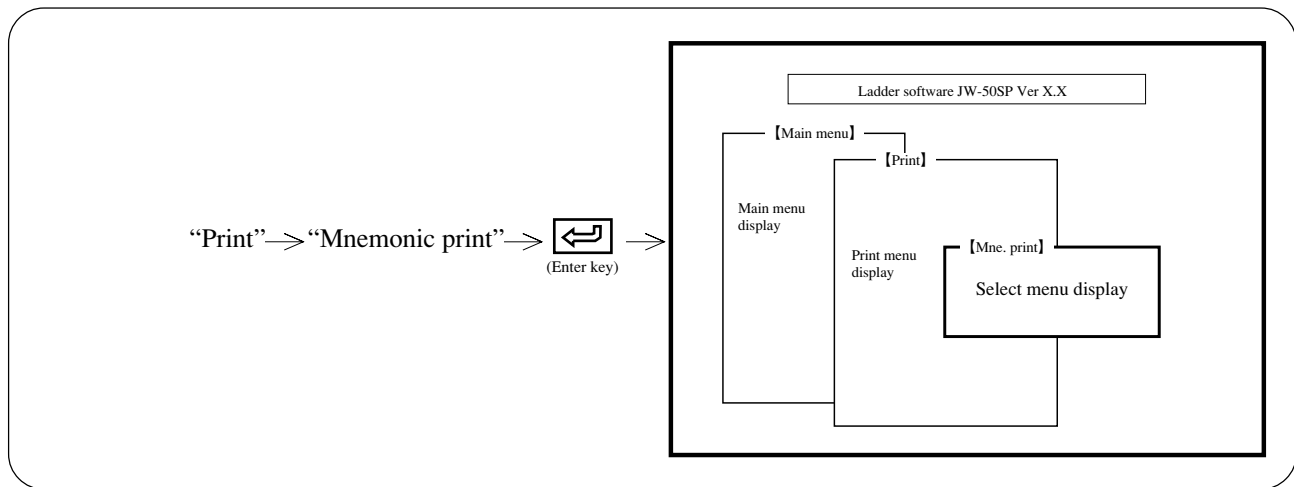 Ladder software JW-50SP Ver X.X
【Main menu】
【Print】
Main menu
display
“Print” “Mnemonic print”
(Enter key)
Print menu
display
【Mne. print】
Select menu display